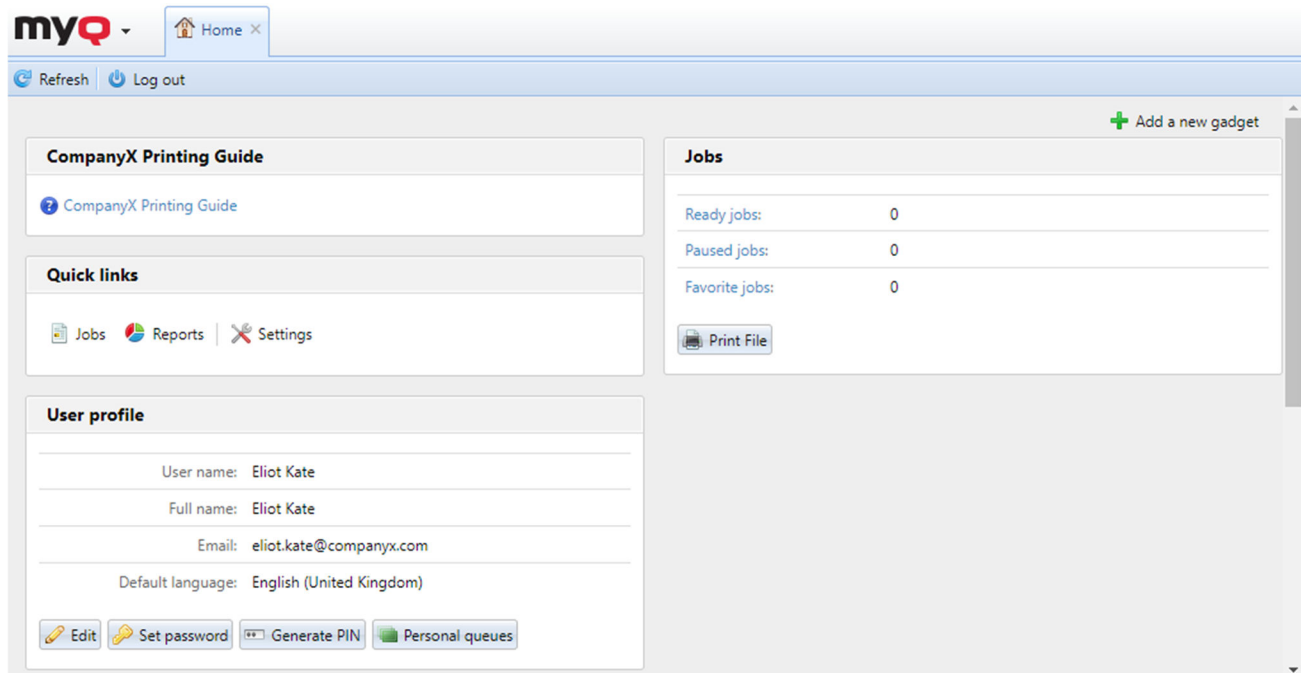 myQ
Home
Refresh Log out
Add a new gadget
CompanyX Printing Guide
CompanyX Printing Guide
Quick links
Jobs Reports Settings
User profile
User name: Eliot Kate
Full name: Eliot Kate
Email: eliot.kate@companyx.com
Default language: English (United Kingdom)
Edit Set password Generate PIN Personal queues
Jobs
Ready jobs: 0
Paused jobs: 0
Favorite jobs: 0
Print File